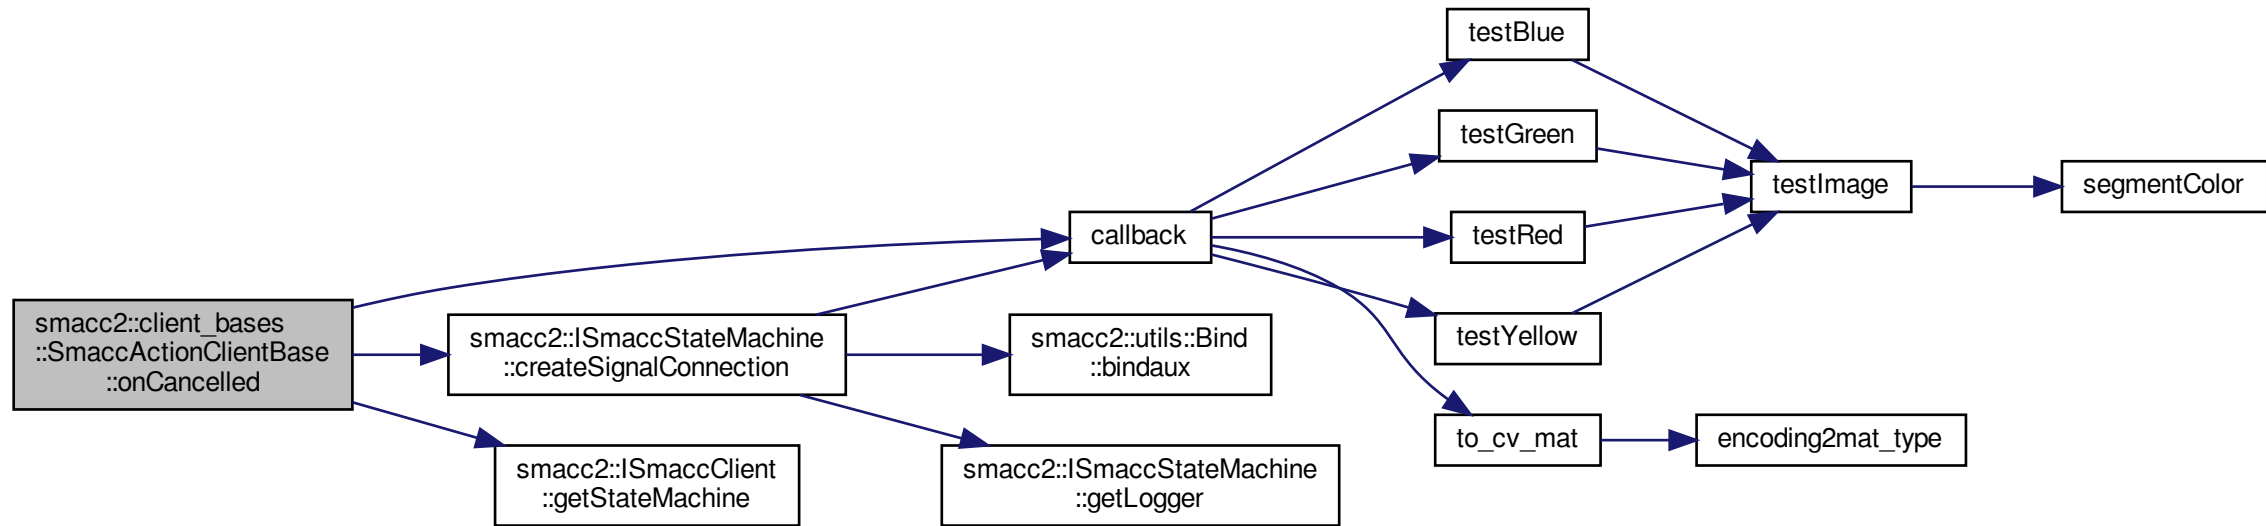 smacc2::client_bases
::SmaccActionClientBase
::onCancelled
smacc2::ISmaccStateMachine
::createSignalConnection
smacc2::ISmaccClient
::getStateMachine
callback
smacc2::utils::Bind
::bindaux
smacc2::ISmaccStateMachine
::getLogger
testBlue
testGreen
testRed
testYellow
to_cv_mat
testImage
encoding2mat_type
segmentColor